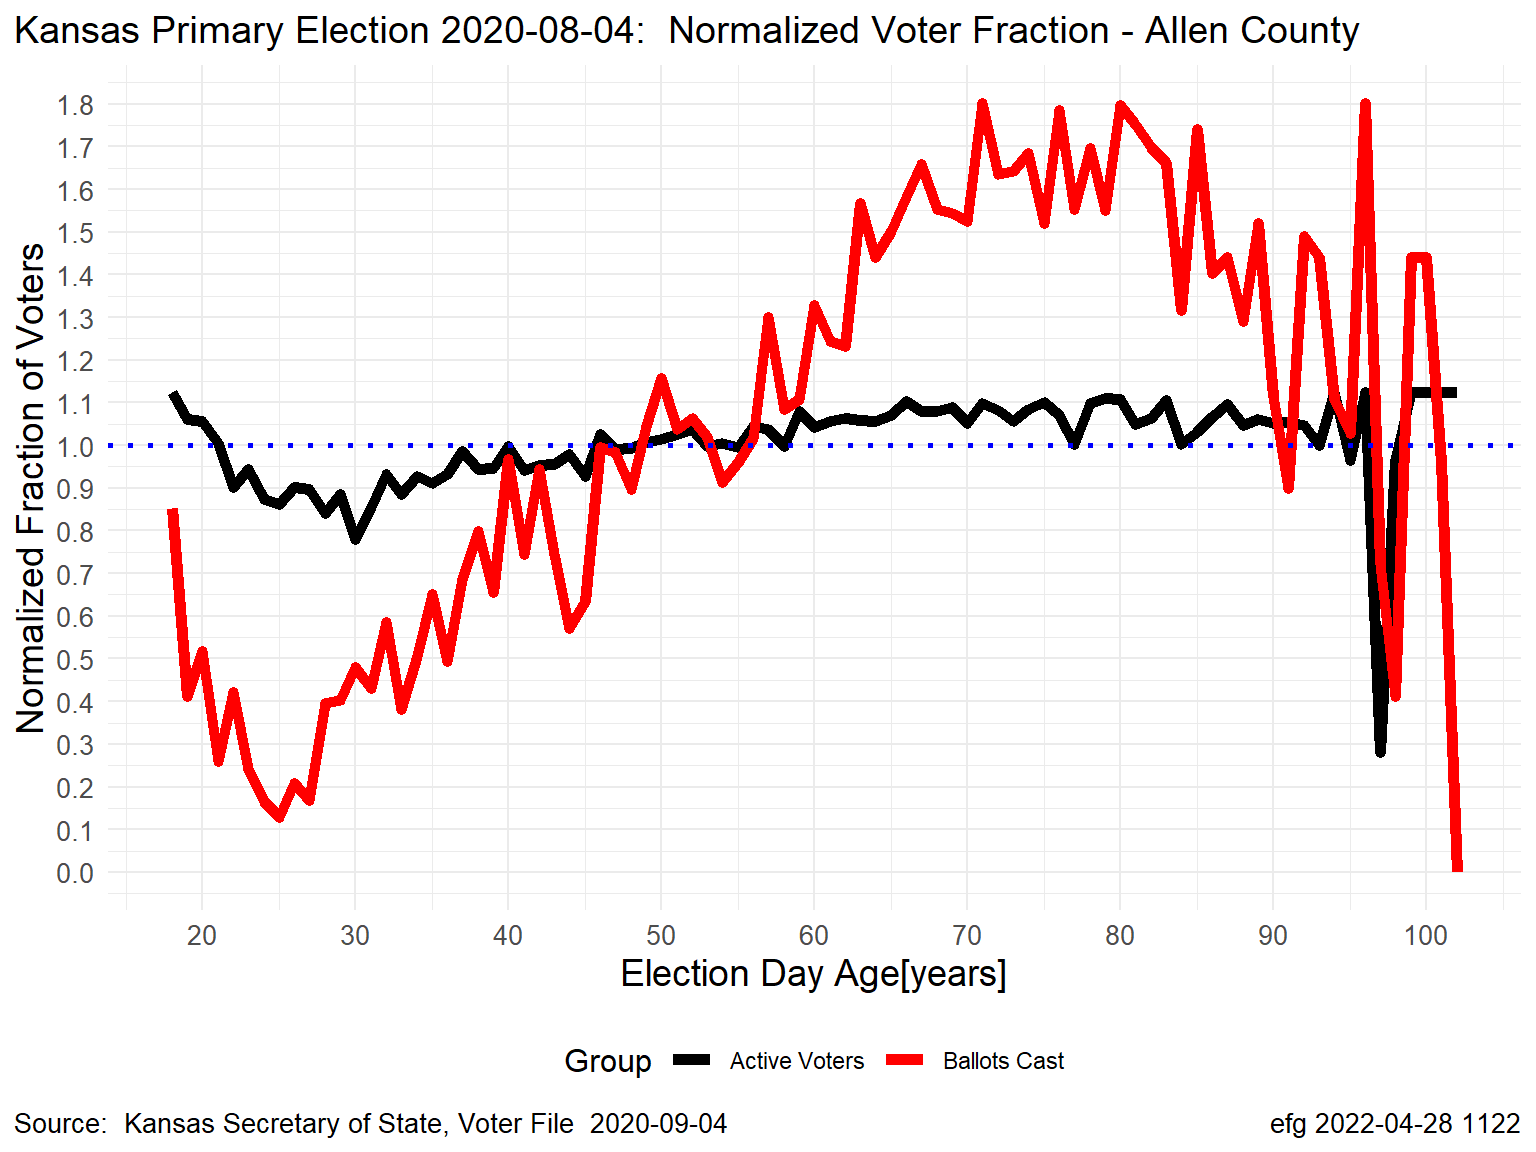 Kansas Primary Election 2020-08-04:  Normalized Voter Fraction - Allen County
Normalized Fraction of Voters
1.8
1.7
1.6
1.5
1.4
1.3
1.2
1.1
1.0
0.9
0.8
0.7
0.6
0.5
0.4
0.3
0.2
0.1
0.0
20 30 40 50 60 70 80 90 100
Election Day Age[years]
Group Active Voters Ballots Cast
Source:  Kansas Secretary of State, Voter File  2020-09-04
efg 2022-04-28 1122